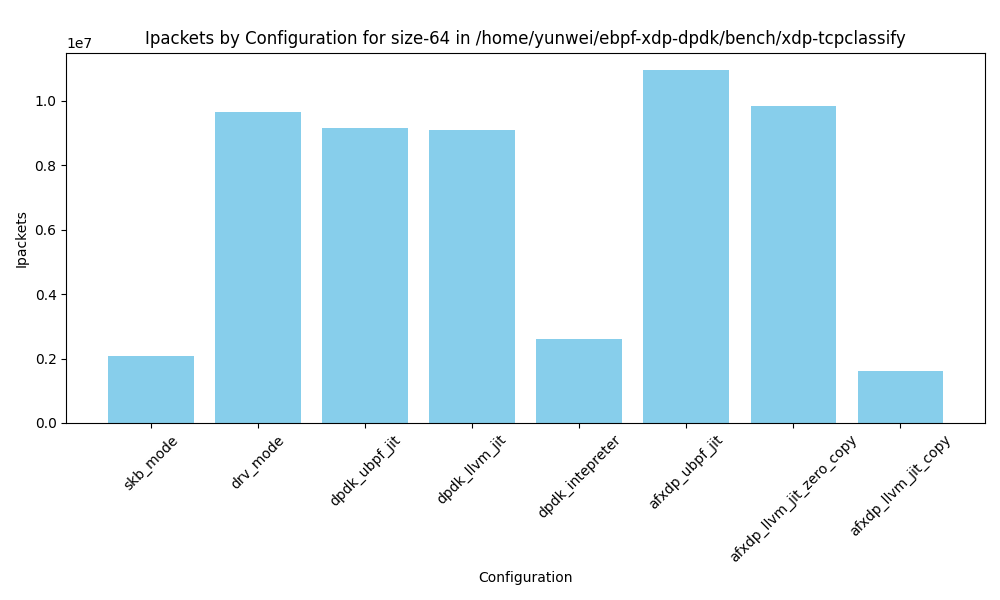 Ipackets by Configuration for size-64 in /home/yunwei/ebpf-xdp-dpdk/bench/xdp-tcpclassify
1e7
1.0
0.8
0.6
0.4
0.2
0.0
Ipackets
skb_mode
drv_mode
dpdk_ubpf_jit
dpdk_llvm_jit
dpdk_intepreter
afxdp_ubpf_jit
afxdp_llvm_jit_zero_copy
afxdp_llvm_jit_copy
Configuration